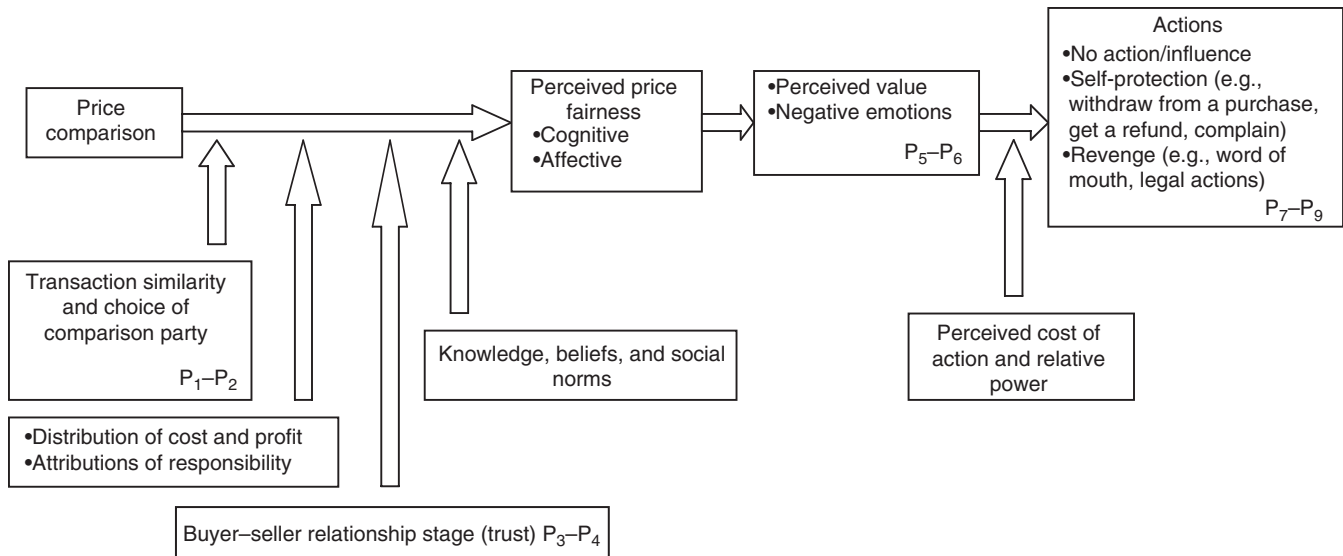 Price
comparison
Perceived price
fairness
•Cognitive
•Affective
•Perceived value
•Negative emotions
P5–P6
Actions
•No action/influence
•Self-protection (e.g.,
withdraw from a purchase,
get a refund, complain)
•Revenge (e.g., word of
mouth, legal actions)
P7–P9
Transaction similarity
and choice of
comparison party
P1–P2
•Distribution of cost and profit
•Attributions of responsibility
Buyer–seller relationship stage (trust) P3–P4
Knowledge, beliefs, and social
norms
Perceived cost of
action and relative
power